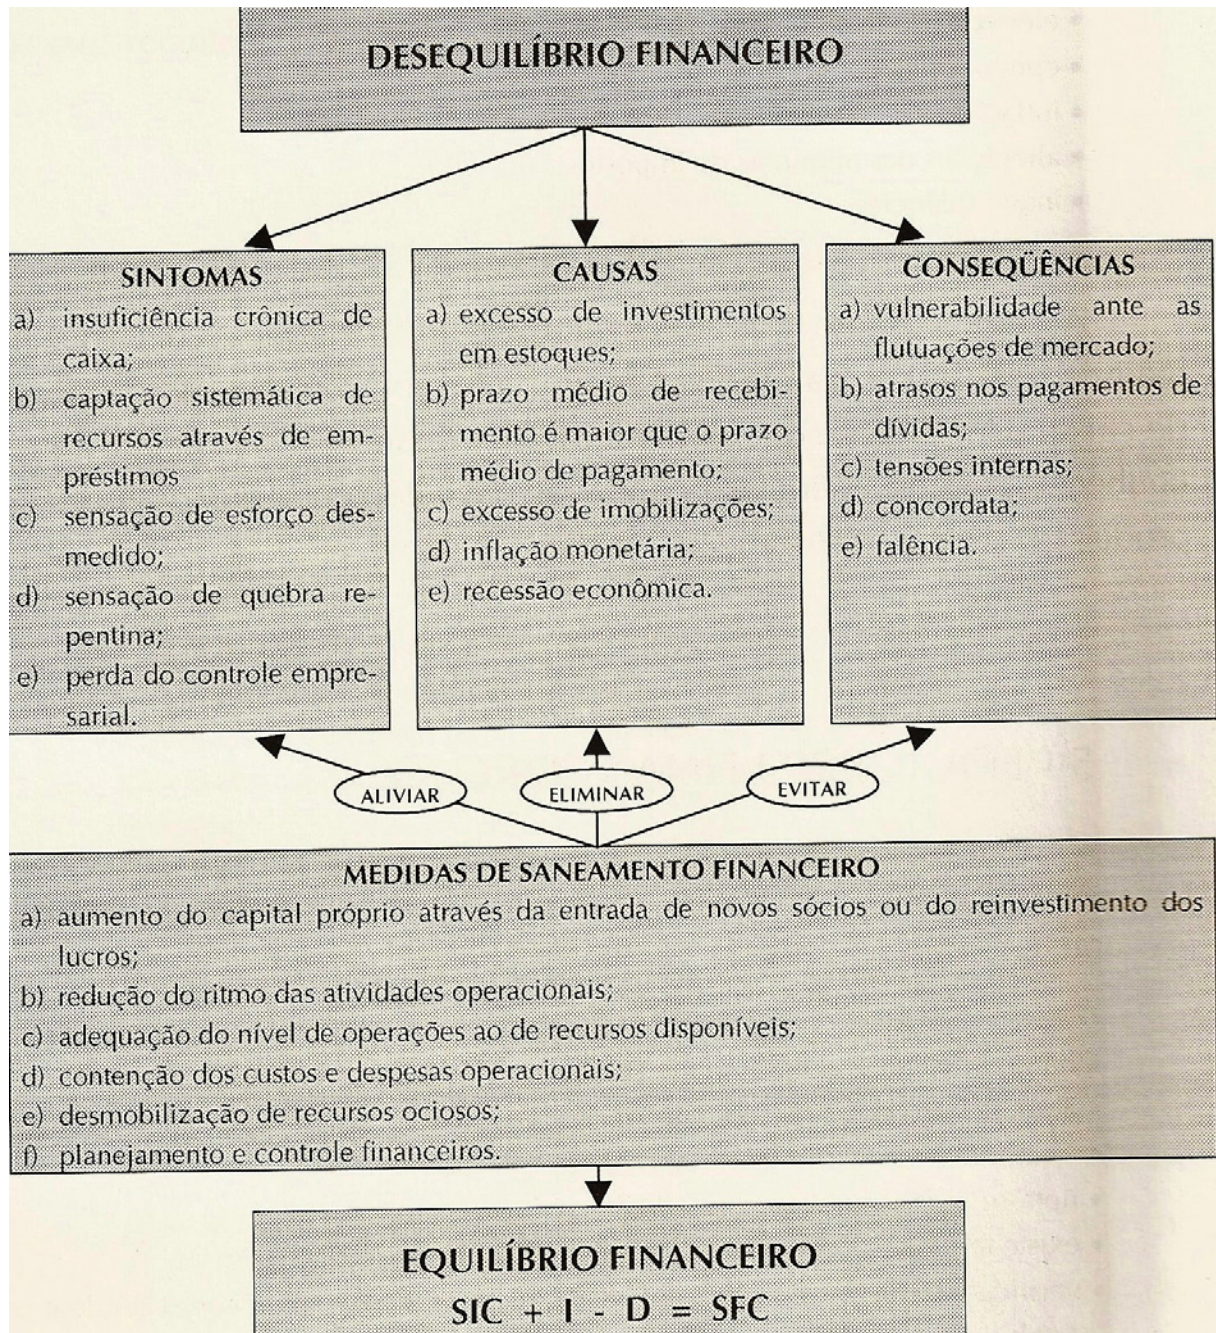 DESEQUILÍBRIO FINANCEIRO
SINTOMAS
a) insuficiência crônica de
caixa;
b) captação sistemática de
recursos através de em-
préstimos
c) sensação de esforço des-
medido;
d) sensação de quebra re-
pentina;
e) perda do controle empre-
sarial.
CAUSAS
a) excesso de investimentos
em estoques;
b) prazo médio de recebi-
mento é maior que o prazo
médio de pagamento;
c) excesso de imobilizações;
d) inflação monetária;
e) recessão econômica.
CONSEQÜÊNCIAS
a) vulnerabilidade ante as
flutuações de mercado;
b) atrasos nos pagamentos de
dívidas;
c) tensões internas;
d) concordata;
e) falência.
ALIVIAR
ELIMINAR
EVITAR
MEDIDAS DE SANEAMENTO FINANCEIRO
a) aumento do capital próprio através da entrada de novos sócios ou do reinvestimento dos
lucros;
b) redução do ritmo das atividades operacionais;
c) adequação do nível de operações ao de recursos disponíveis;
d) contenção dos custos e despesas operacionais;
e) desmobilização de recursos ociosos;
f) planejamento e controle financeiros.
EQUILÍBRIO FINANCEIRO
SIC + I - D = SFC